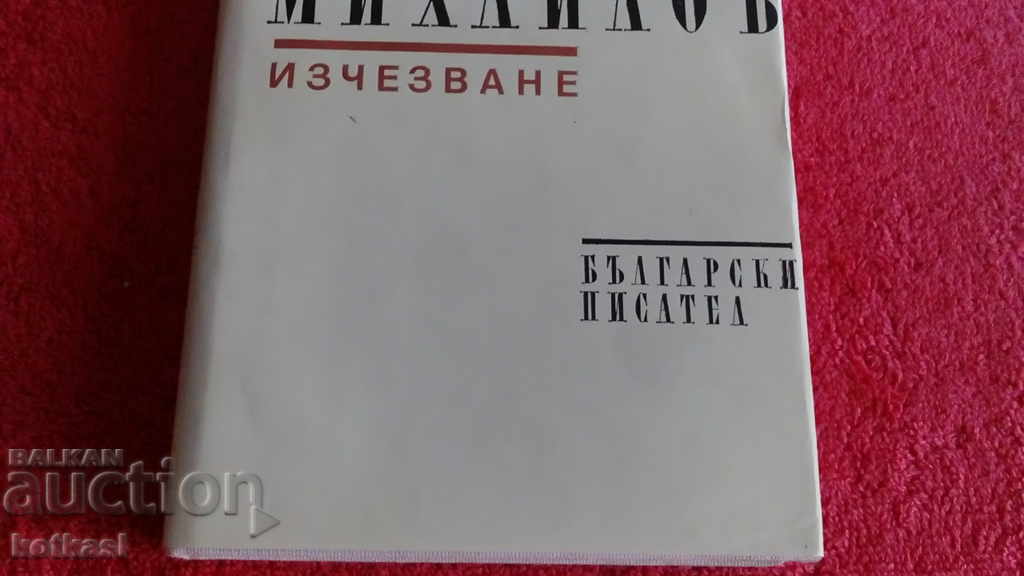 МИХАЙЛОВ
ИЗЧЕЗВАНЕ
БЪЛГАРСКИ
ПИСАТЕЛ
BALKAN
auction
kotkasl